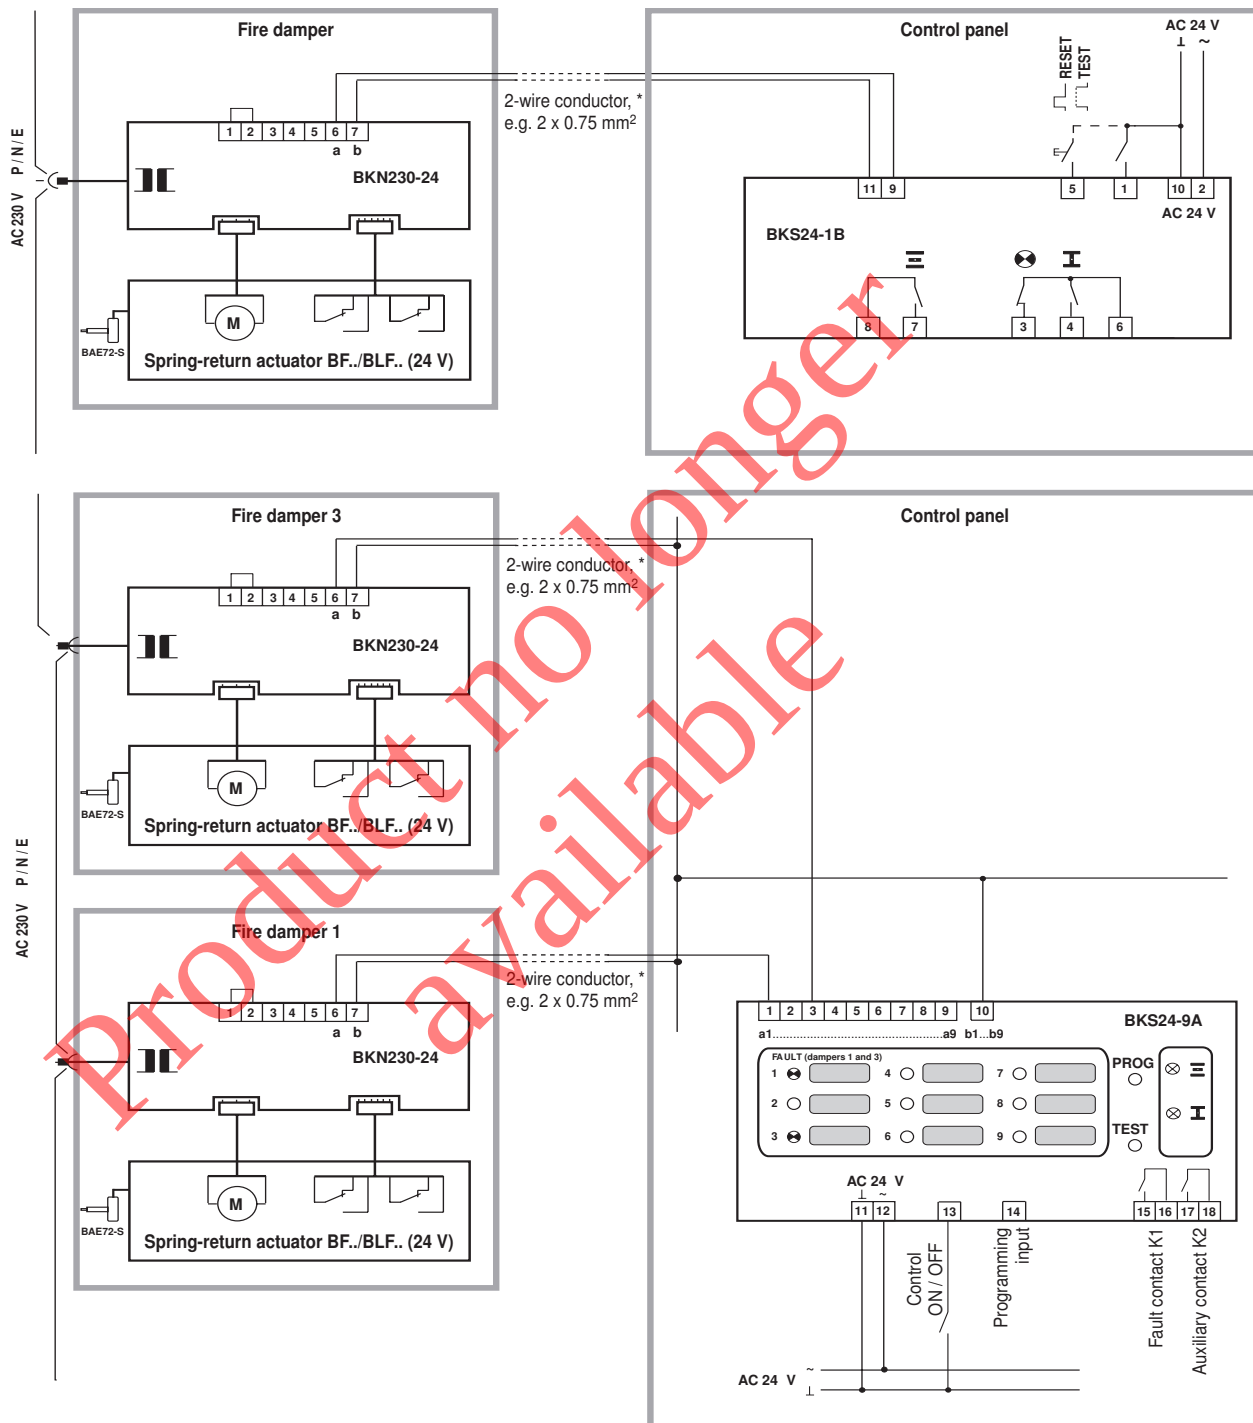 Fire damper
Control panel
AC 24 V
⊥ ~
RESET
TEST
2-wire conductor, *
e.g. 2 x 0.75 mm²
1 2 3 4 5 6 7
a b
BKN230-24
AC 230 V P / N / E
11 9 5 1 10 2
AC 24 V
BKS24-1B
8 7 3 4 6
M
BAE72-S
Spring-return actuator BF../BLF.. (24 V)
Fire damper 3
Control panel
2-wire conductor, *
e.g. 2 x 0.75 mm²
1 2 3 4 5 6 7
a b
BKN230-24
M
BAE72-S
Spring-return actuator BF../BLF.. (24 V)
AC 230 V P / N / E
Fire damper 1
2-wire conductor, *
e.g. 2 x 0.75 mm²
1 2 3 4 5 6 7
a b
BKN230-24
M
BAE72-S
Spring-return actuator BF../BLF.. (24 V)
1 2 3 4 5 6 7 8 9 10
a1..........................................a9 b1...b9
BKS24-9A
FAULT (dampers 1 and 3)
1 4 7
2 5 8
3 6 9
PROG
TEST
AC 24 V
⊥ ~
11 12 13 14 15 16 17 18
Control
ON / OFF
Programming
input
Fault contact K1
Auxiliary contact K2
AC 24 V ~
⊥
Product no longer
available